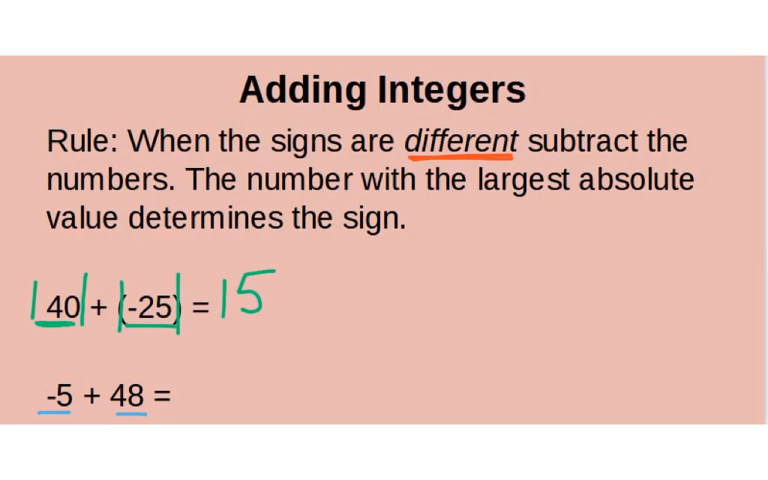 Adding Integers
Rule: When the signs are different subtract the
numbers. The number with the largest absolute
value determines the sign.
|40| + |(-25)| = 15
-5 + 48 =